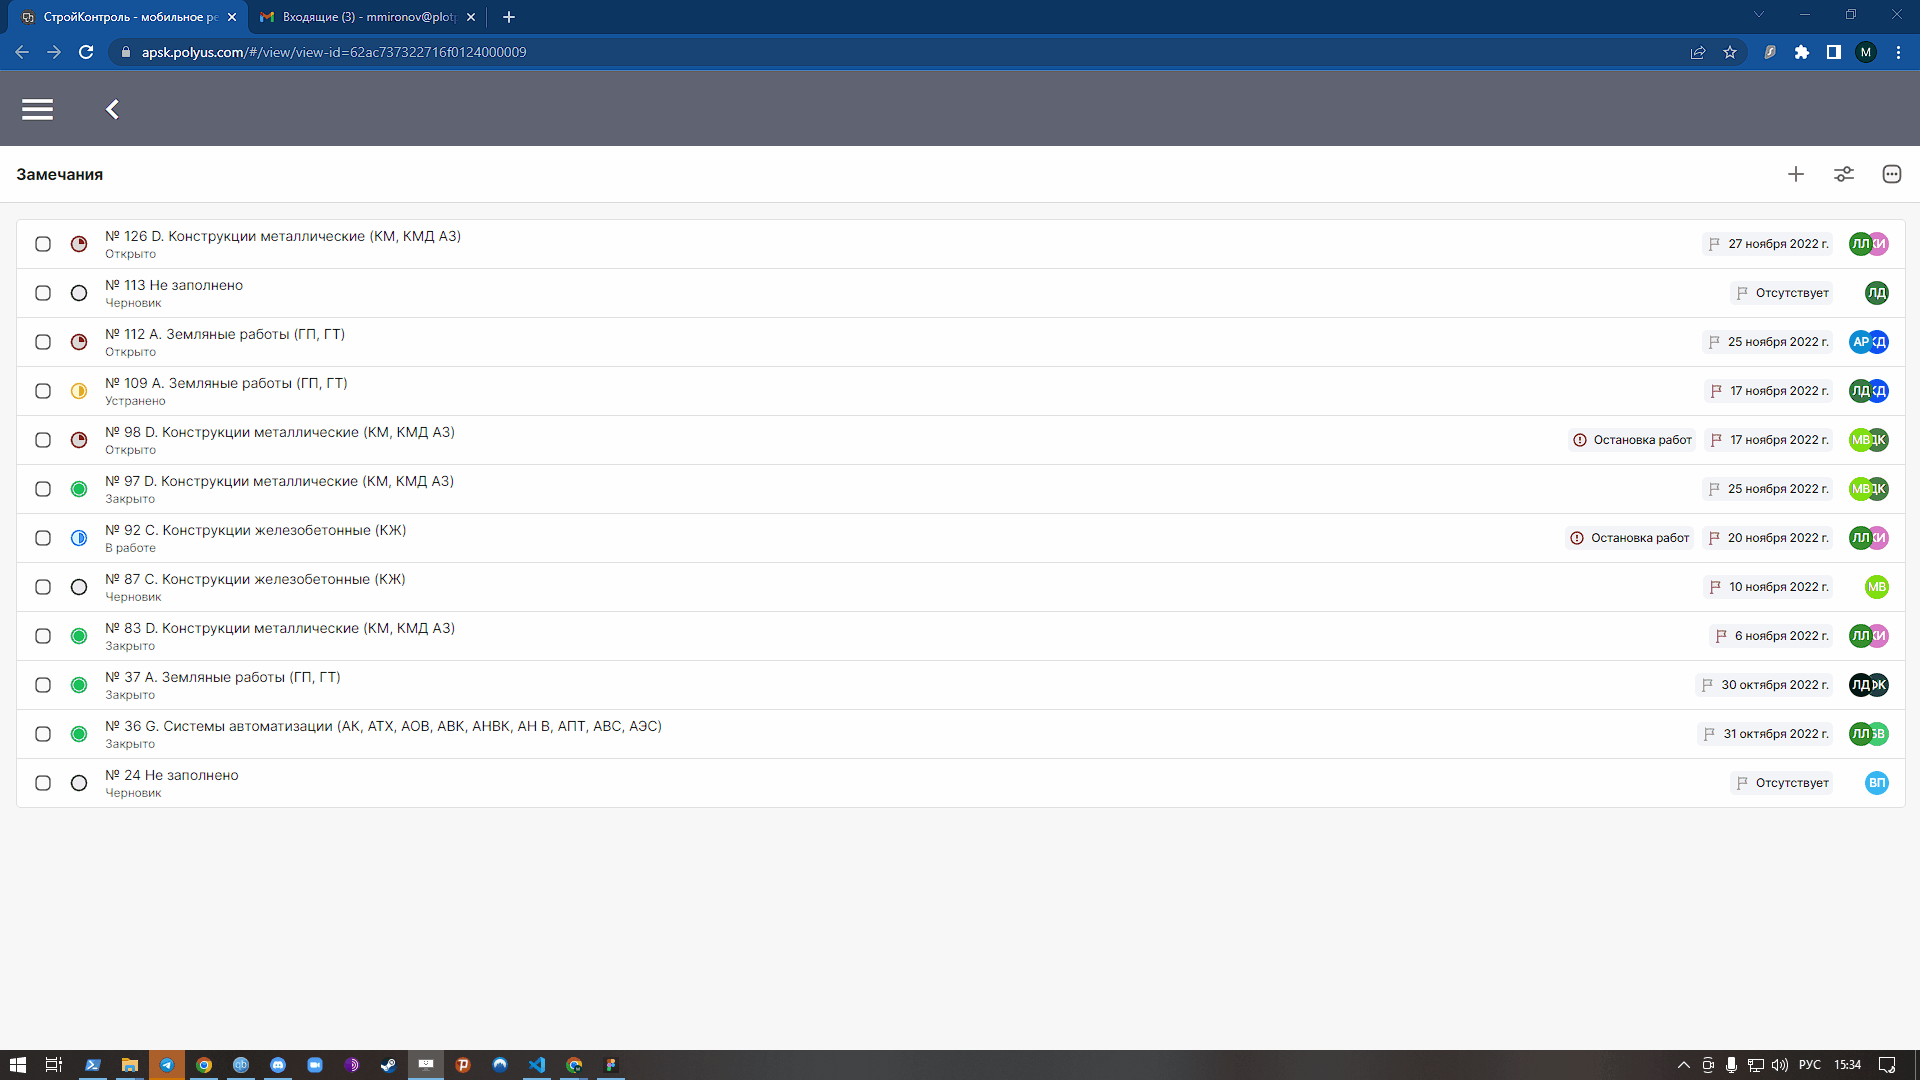 СтройКонтроль - мобильное ре
Входящие (3) - mmironov@plotp
apsk.polyus.com/#/view/view-id=62ac737322716f0124000009
M
Замечания
№ 126 D. Конструкции металлические (КМ, КМД АЗ)
Открыто
27 ноября 2022 г.
ЛЛ КИ
№ 113 Не заполнено
Черновик
Отсутствует
ЛД
№ 112 А. Земляные работы (ГП, ГТ)
Открыто
25 ноября 2022 г.
АР КД
№ 109 А. Земляные работы (ГП, ГТ)
Устранено
17 ноября 2022 г.
ЛД КД
№ 98 D. Конструкции металлические (КМ, КМД АЗ)
Открыто
Остановка работ
17 ноября 2022 г.
МВ ДК
№ 97 D. Конструкции металлические (КМ, КМД АЗ)
Закрыто
25 ноября 2022 г.
МВ ДК
№ 92 С. Конструкции железобетонные (КЖ)
В работе
Остановка работ
20 ноября 2022 г.
ЛЛ КИ
№ 87 С. Конструкции железобетонные (КЖ)
Черновик
10 ноября 2022 г.
МВ
№ 83 D. Конструкции металлические (КМ, КМД АЗ)
Закрыто
6 ноября 2022 г.
ЛЛ КИ
№ 37 А. Земляные работы (ГП, ГТ)
Закрыто
30 октября 2022 г.
ЛД
№ 36 G. Системы автоматизации (АК, АТХ, АОВ, АВК, АНВК, АН В, АПТ, АВС, АЭС)
Закрыто
31 октября 2022 г.
ЛЛ
№ 24 Не заполнено
Черновик
Отсутствует
ВП
РУС
15:34